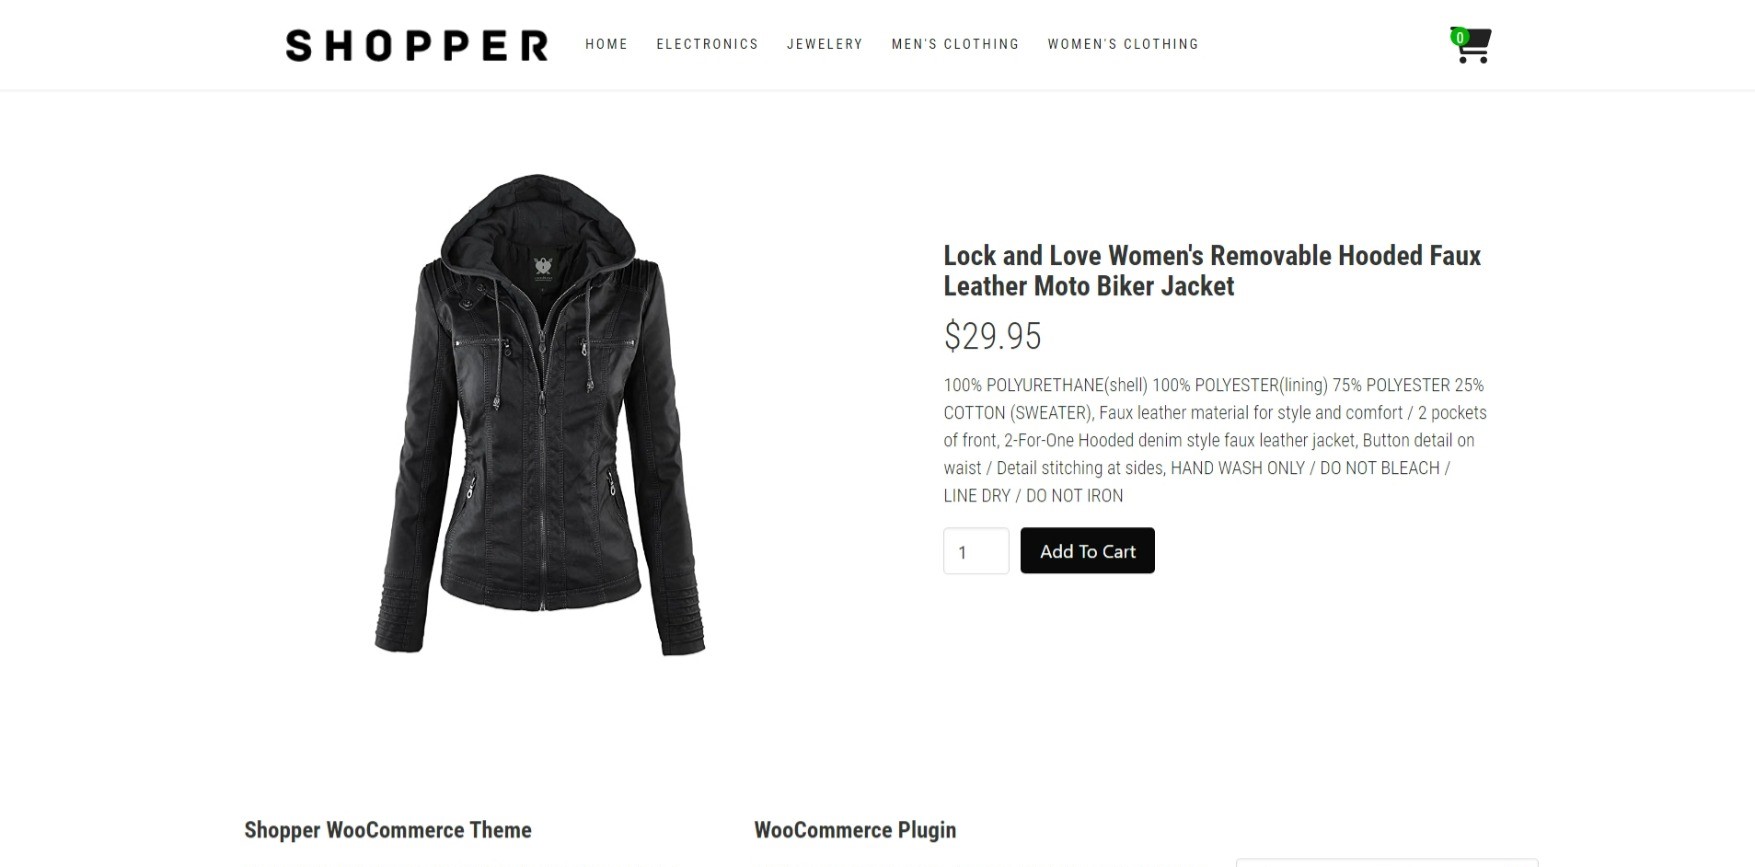 SHOPPER
HOME ELECTRONICS JEWELERY MEN'S CLOTHING WOMEN'S CLOTHING
0
Lock and Love Women's Removable Hooded Faux
Leather Moto Biker Jacket
$29.95
100% POLYURETHANE(shell) 100% POLYESTER(lining) 75% POLYESTER 25%
COTTON (SWEATER), Faux leather material for style and comfort / 2 pockets
of front, 2-For-One Hooded denim style faux leather jacket, Button detail on
waist / Detail stitching at sides, HAND WASH ONLY / DO NOT BLEACH /
LINE DRY / DO NOT IRON
1
Add To Cart
Shopper WooCommerce Theme
WooCommerce Plugin